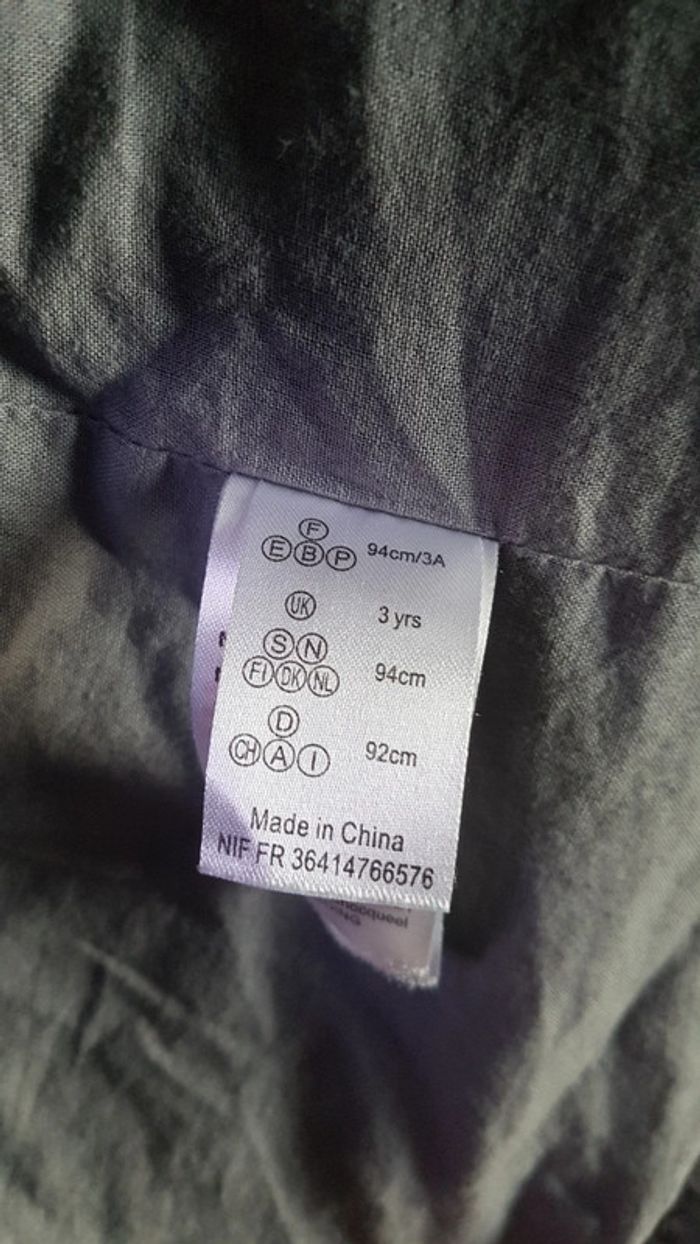 F
E B P 94cm/3A
UK 3 yrs
S N
FI DK NL 94cm
D
CH A I 92cm
Made in China
NIF FR 36414766576